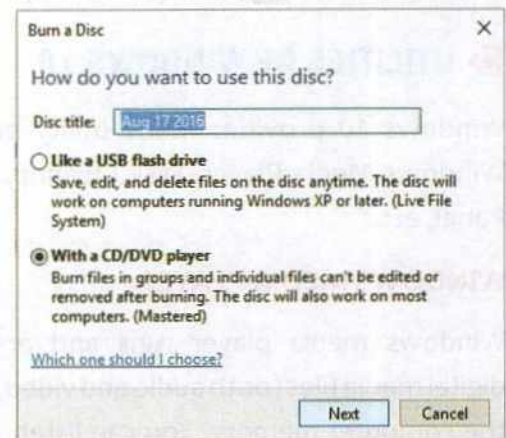 Burn a Disc
How do you want to use this disc?
Disc title: Aug 17 2016
Like a USB flash drive
Save, edit, and delete files on the disc anytime. The disc will
work on computers running Windows XP or later. (Live File
System)
With a CD/DVD player
Burn files in groups and individual files can't be edited or
removed after burning. The disc will also work on most
computers. (Mastered)
Which one should I choose?
Next Cancel